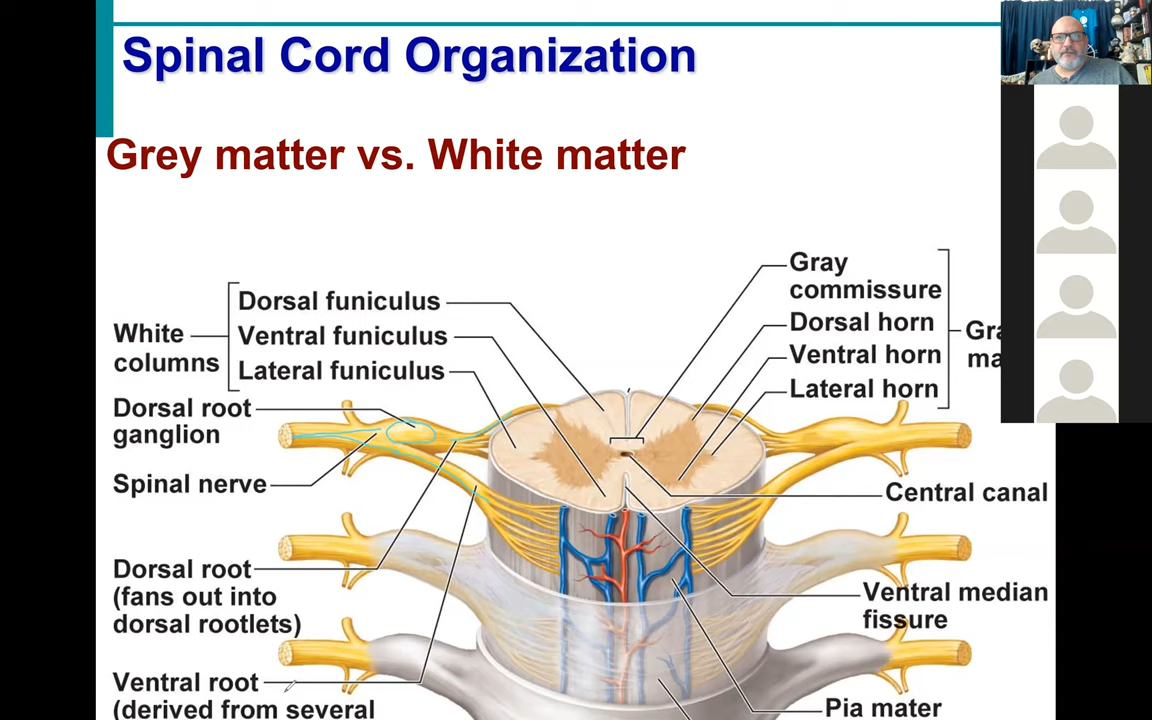 Spinal Cord Organization
Grey matter vs. White matter
White
columns
Dorsal funiculus
Ventral funiculus
Lateral funiculus
Dorsal root
ganglion
Spinal nerve
Dorsal root
(fans out into
dorsal rootlets)
Ventral root
(derived from several
Gray
commissure
Dorsal horn
Ventral horn
Lateral horn
Central canal
Ventral median
fissure
Pia mater